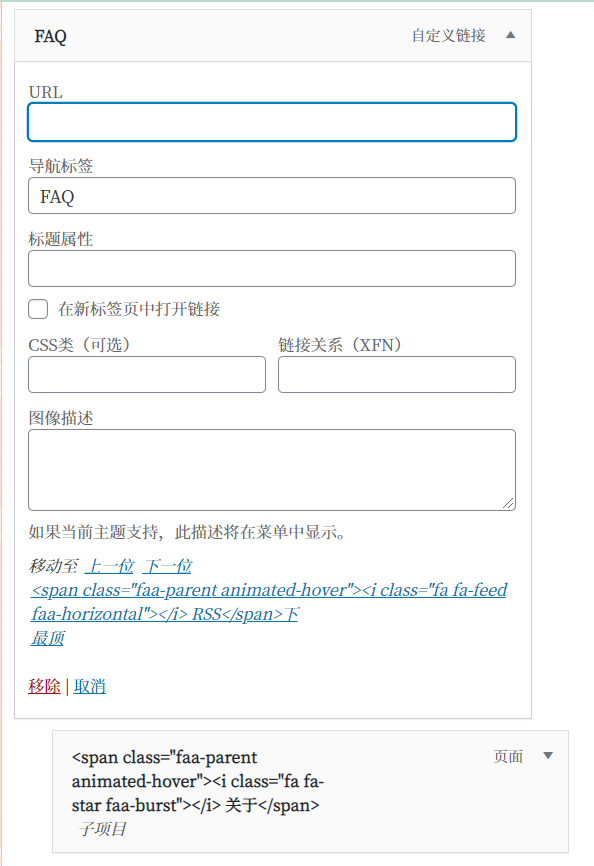 FAQ 自定义链接
URL
导航标签
FAQ
标题属性
在新标签页中打开链接
CSS类（可选） 链接关系（XFN）
图像描述
如果当前主题支持，此描述将在菜单中显示。
移动至 上一位 下一位
<span class="faa-parent animated-hover"><i class="fa fa-feed
faa-horizontal"></i> RSS</span>下
最顶
移除 | 取消
<span class="faa-parent 页面
animated-hover"><i class="fa fa-
star faa-burst"></i> 关于</span>
子项目